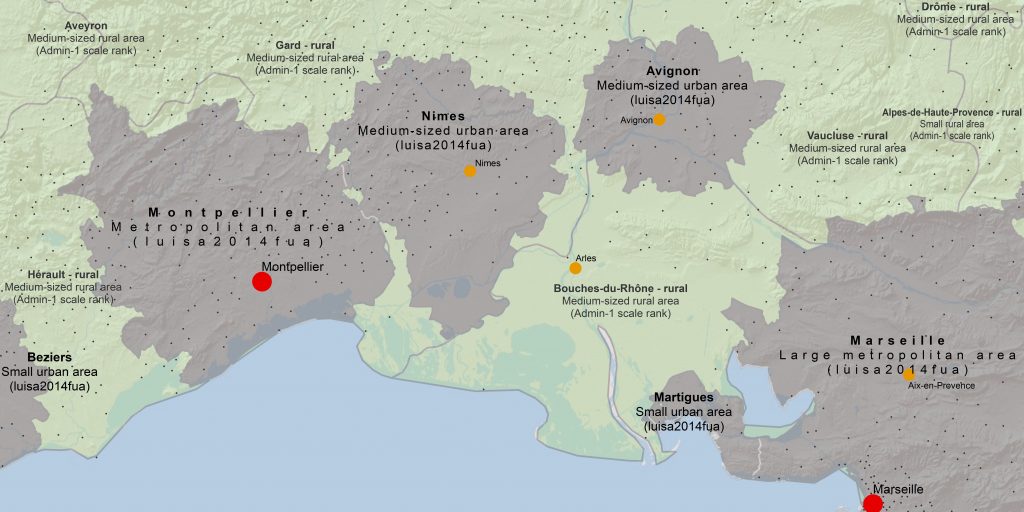 Aveyron
Medium-sized rural area
(Admin-1 scale rank)
Gard - rural
Medium-sized rural area
(Admin-1 scale rank)
Drôme - rural
Medium-sized rural area
(Admin-1 scale rank)
Avignon
Medium-sized urban area
(luisa2014fua)
Avignon
Nimes
Medium-sized urban area
(luisa2014fua)
Nimes
Alpes-de-Haute-Provence - rural
Small rural area
(Admin-1 scale rank)
Vaucluse - rural
Medium-sized rural area
(Admin-1 scale rank)
Montpellier
Metropolitan area
(luisa2014fua)
Montpellier
Hérault - rural
Medium-sized rural area
(Admin-1 scale rank)
Arles
Bouches-du-Rhône - rural
Medium-sized rural area
(Admin-1 scale rank)
Beziers
Small urban area
(luisa2014fua)
Marseille
Large metropolitan area
(luisa2014fua)
Aix-en-Prevehce
Martigues
Small urban area
(luisa2014fua)
Marseille